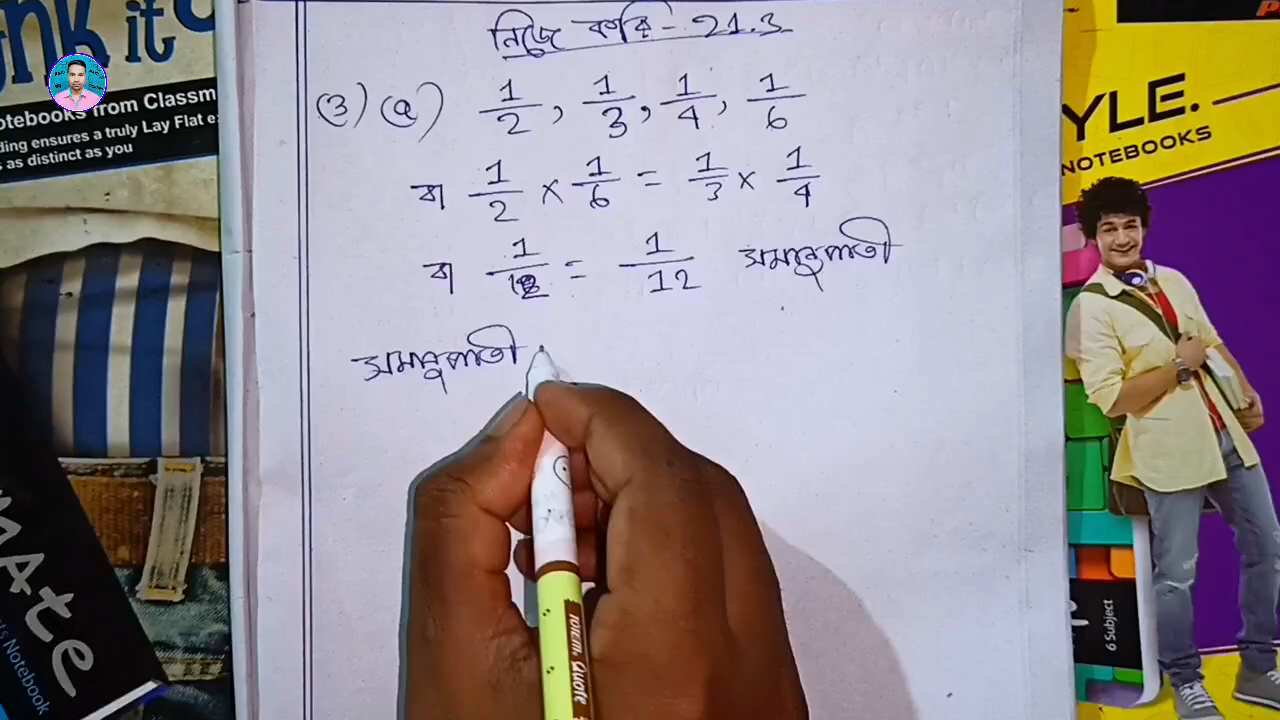 নিজে করি - 21.3
(3) (a) 1/2, 1/3, 1/4, 1/6
বা 1/2 × 1/6 = 1/3 × 1/4
বা 1/12 = 1/12 সমানুপাতী
সমানুপাতী
nk it
otebooks from Classm
ding ensures a truly Lay Flat e
s as distinct as you
mate
Notebook
YLE.
NOTEBOOKS
6 Subject
Quote